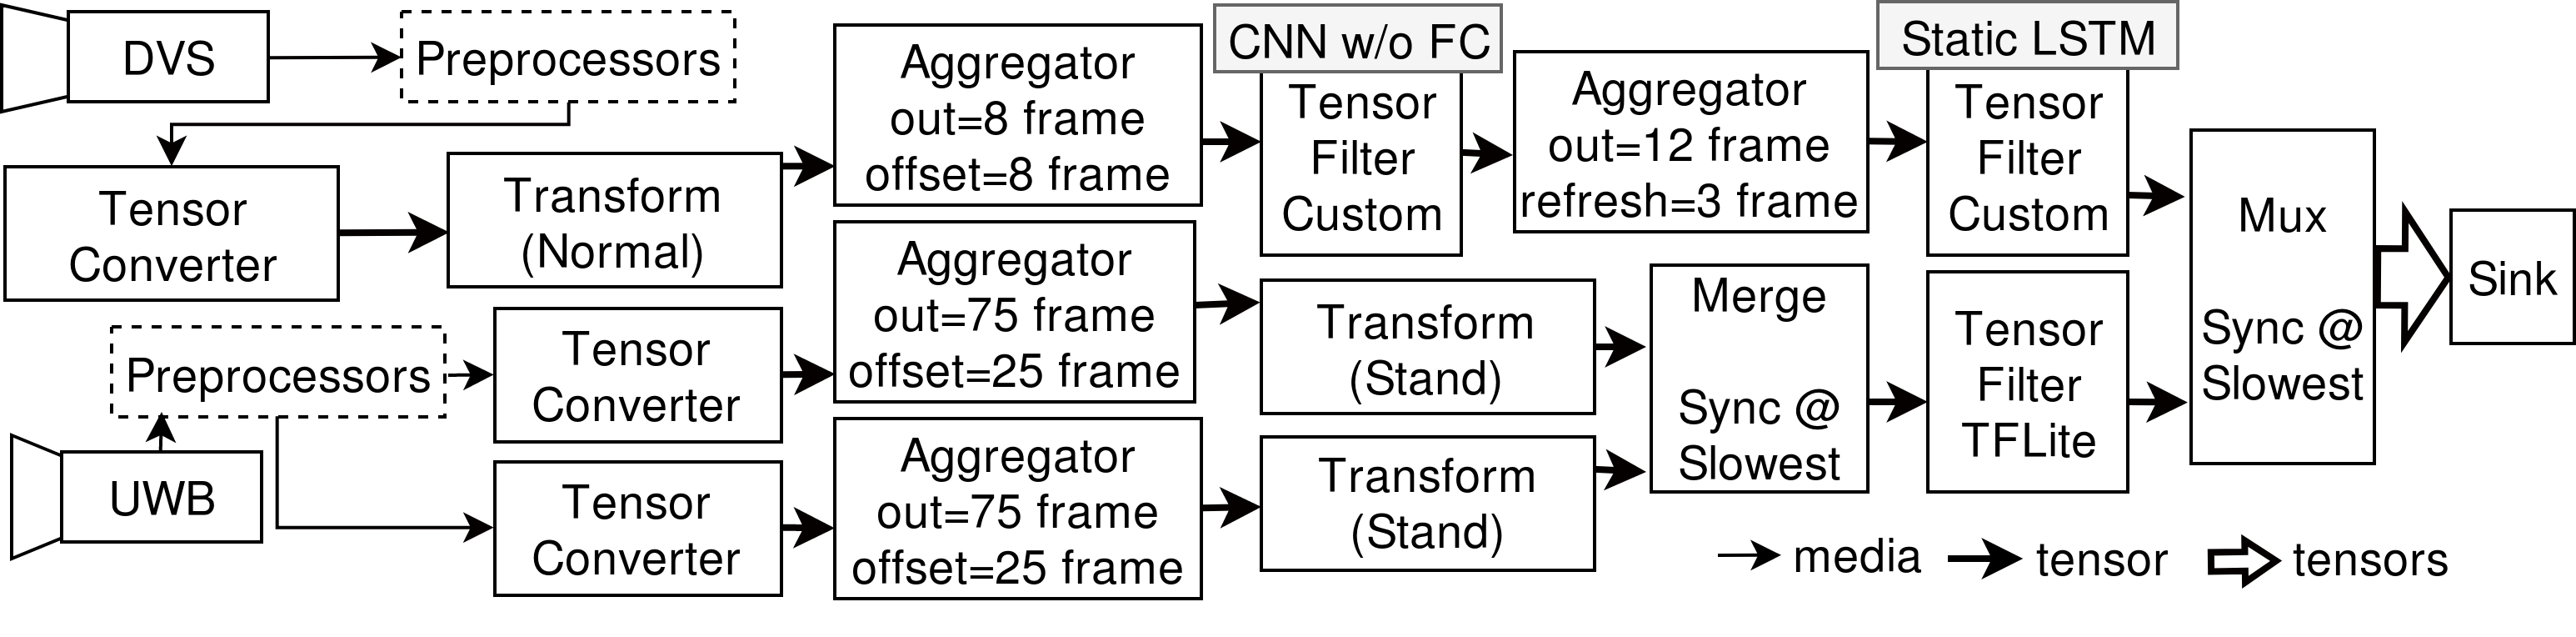 DVS
Preprocessors
Tensor
Converter
Transform
(Normal)
Aggregator
out=8 frame
offset=8 frame
CNN w/o FC
Tensor
Filter
Custom
Aggregator
out=12 frame
refresh=3 frame
Static LSTM
Tensor
Filter
Custom
UWB
Preprocessors
Tensor
Converter
Aggregator
out=75 frame
offset=25 frame
Transform
(Stand)
Tensor
Converter
Aggregator
out=75 frame
offset=25 frame
Transform
(Stand)
Merge
Sync @
Slowest
Tensor
Filter
TFLite
Mux
Sync @
Slowest
Sink
media
tensor
tensors